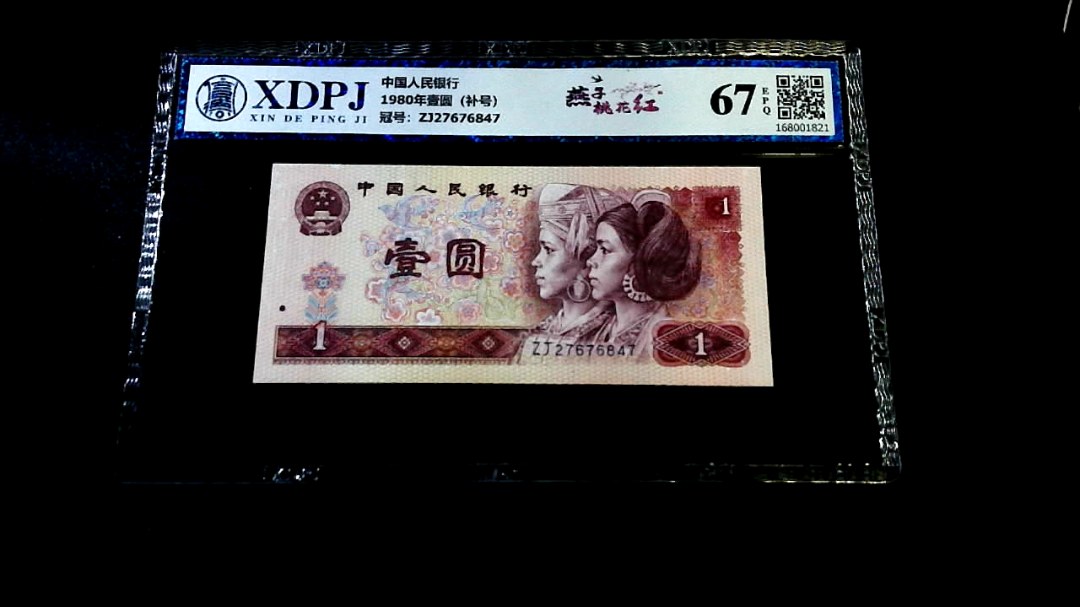 XDPJ
XIN DE PING JI
中国人民银行
1980年壹圆（补号）
冠号：ZJ27676847
燕子
桃花红
67
EPQ
168001821
中国人民银行
1
壹圆
1
ZJ27676847
1